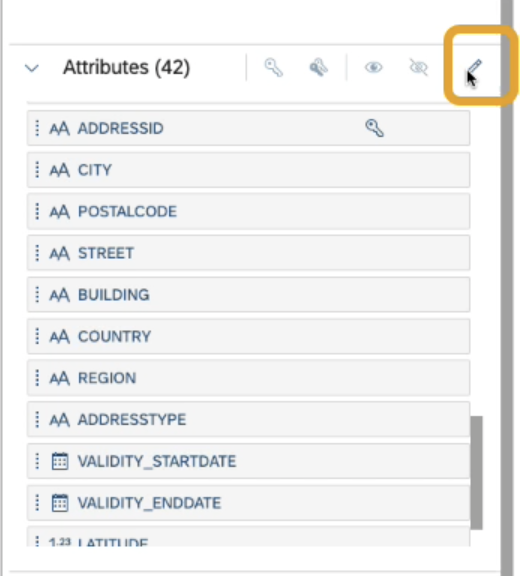 Attributes (42)
AA ADDRESSID
AA CITY
AA POSTALCODE
AA STREET
AA BUILDING
AA COUNTRY
AA REGION
AA ADDRESSTYPE
VALIDITY_STARTDATE
VALIDITY_ENDDATE
1.23 LATITUDE